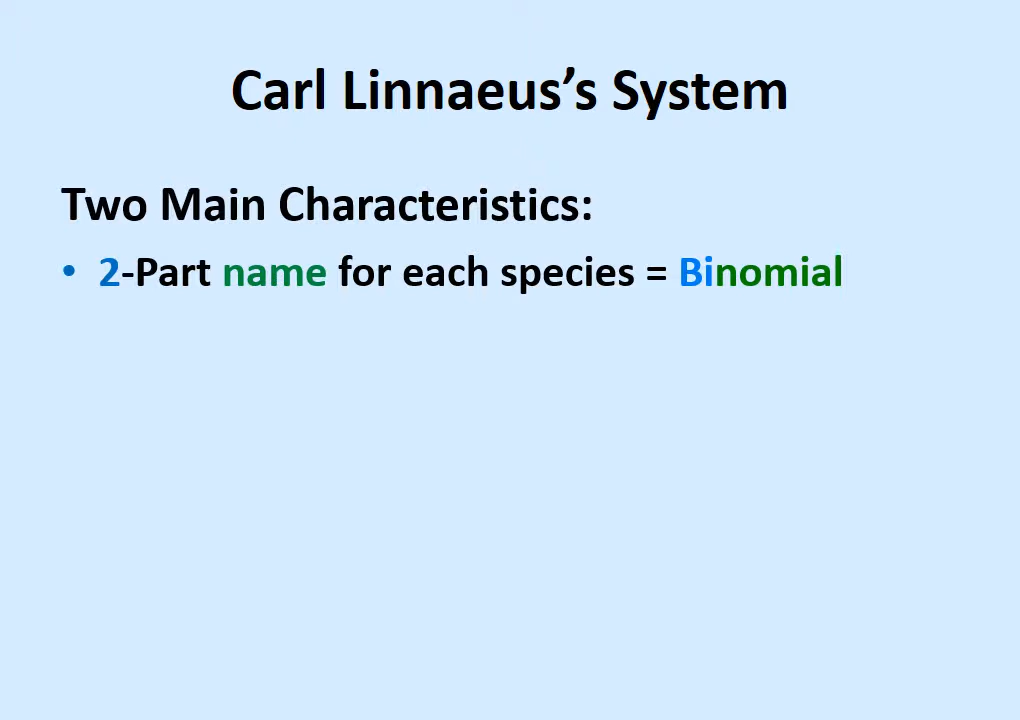 Carl Linnaeus’s System
Two Main Characteristics:
• 2-Part name for each species = Binomial